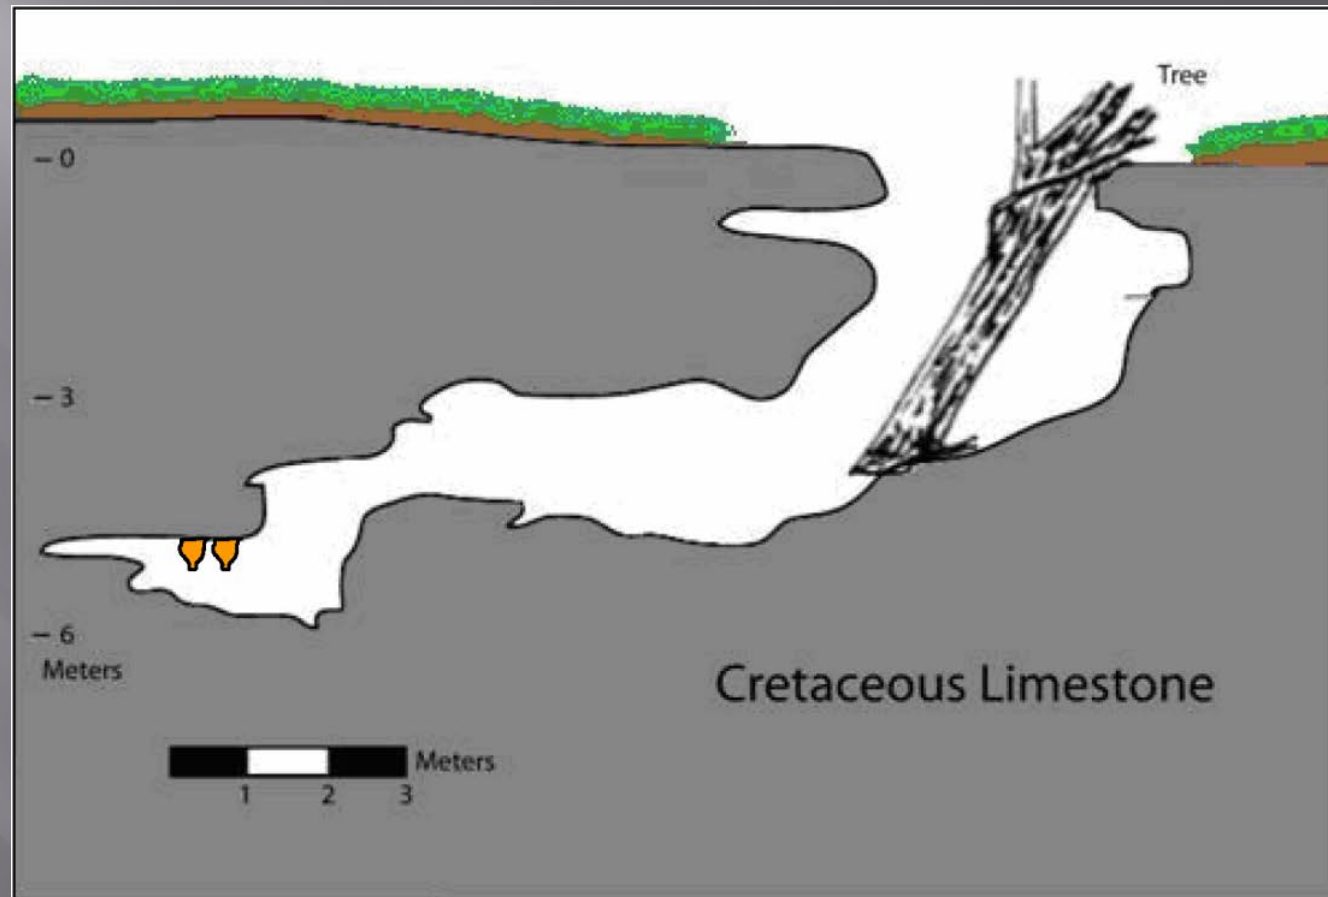 Tree
– 0
– 3
– 6
Meters
Cretaceous Limestone
Meters
1 2 3